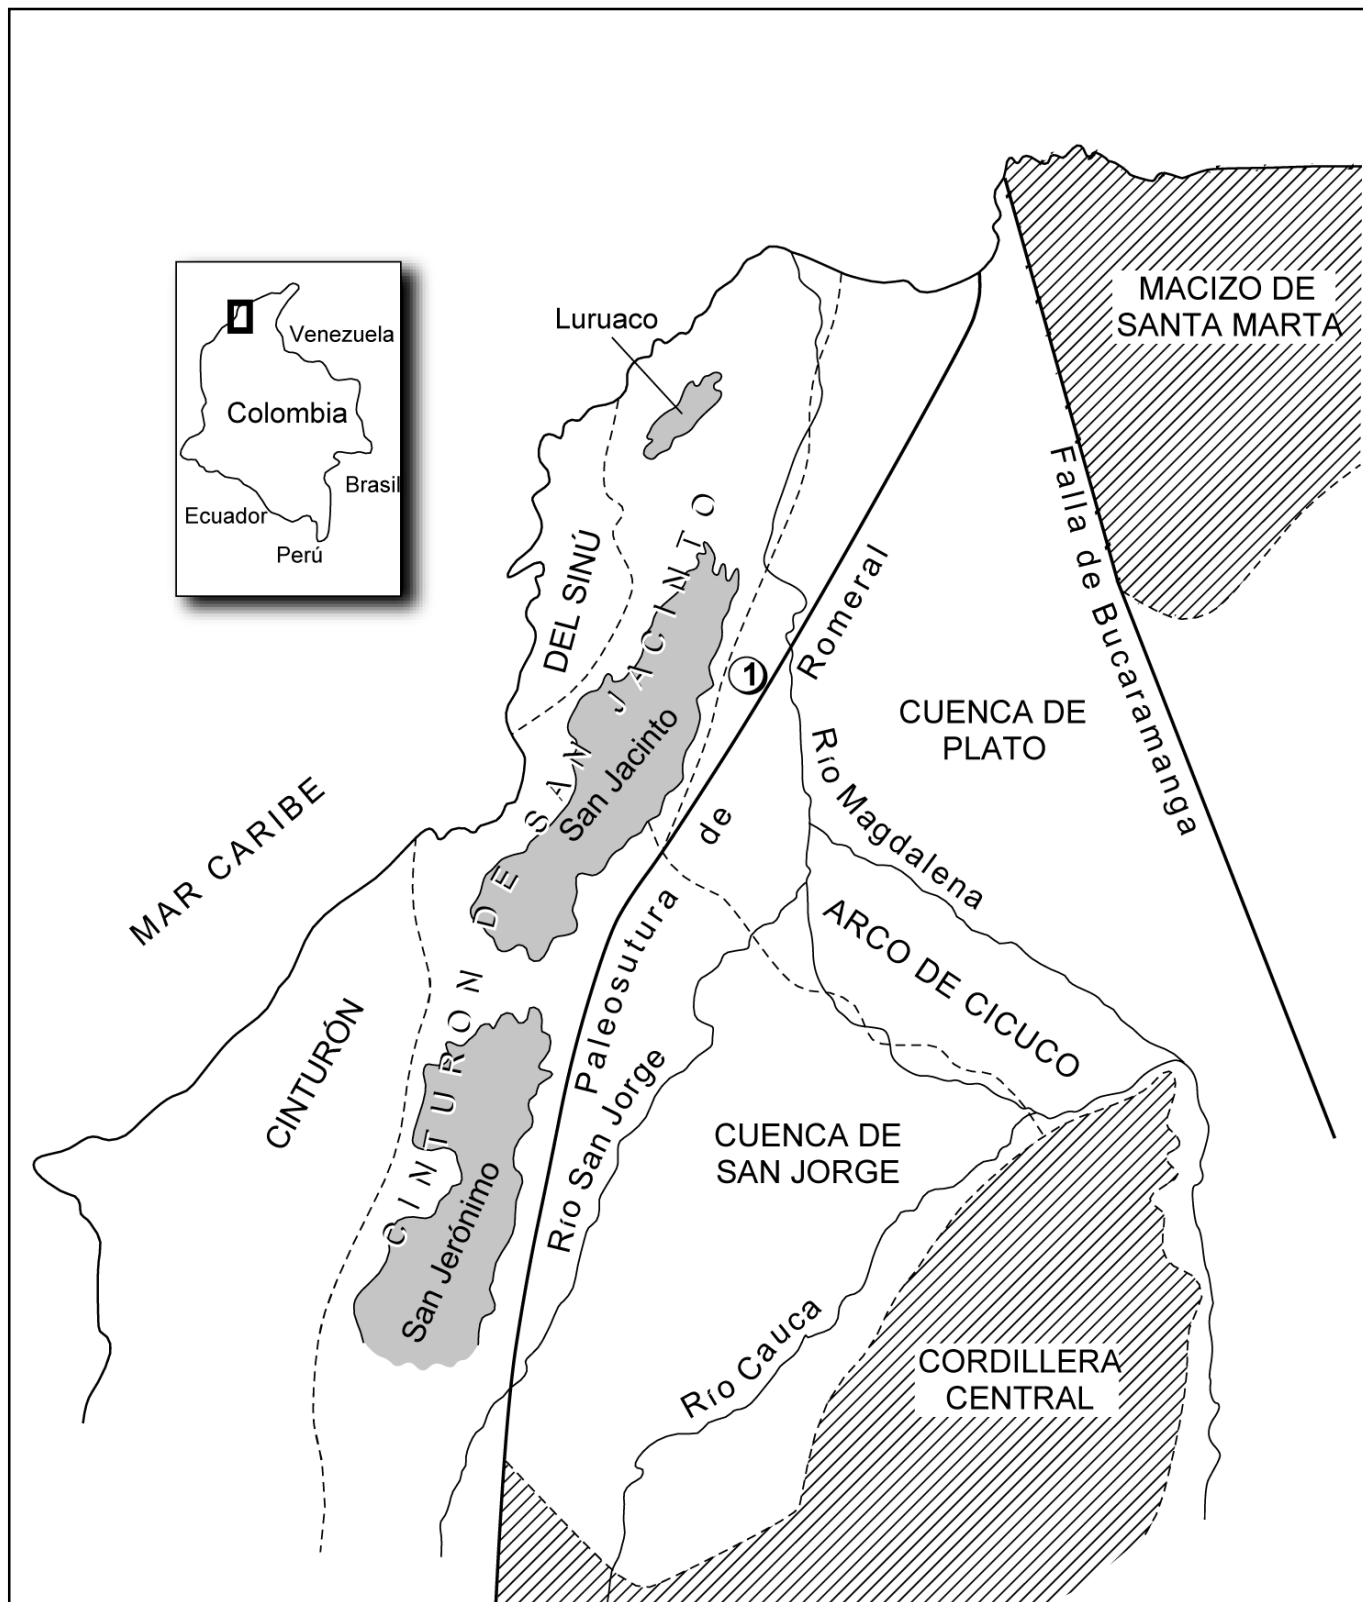 MACIZO DE
SANTA MARTA
Luruaco
Venezuela
Colombia
Brasil
Ecuador
Perú
Falla de Bucaramanga
CINTURON DE SAN JACINTO
DEL SINÚ
Paleosutura de Romeral
1
San Jacinto
CUENCA DE
PLATO
Río Magdalena
MAR CARIBE
ARCO DE CICUCO
CINTURÓN
Río San Jorge
CUENCA DE
SAN JORGE
San Jerónimo
Río Cauca
CORDILLERA
CENTRAL